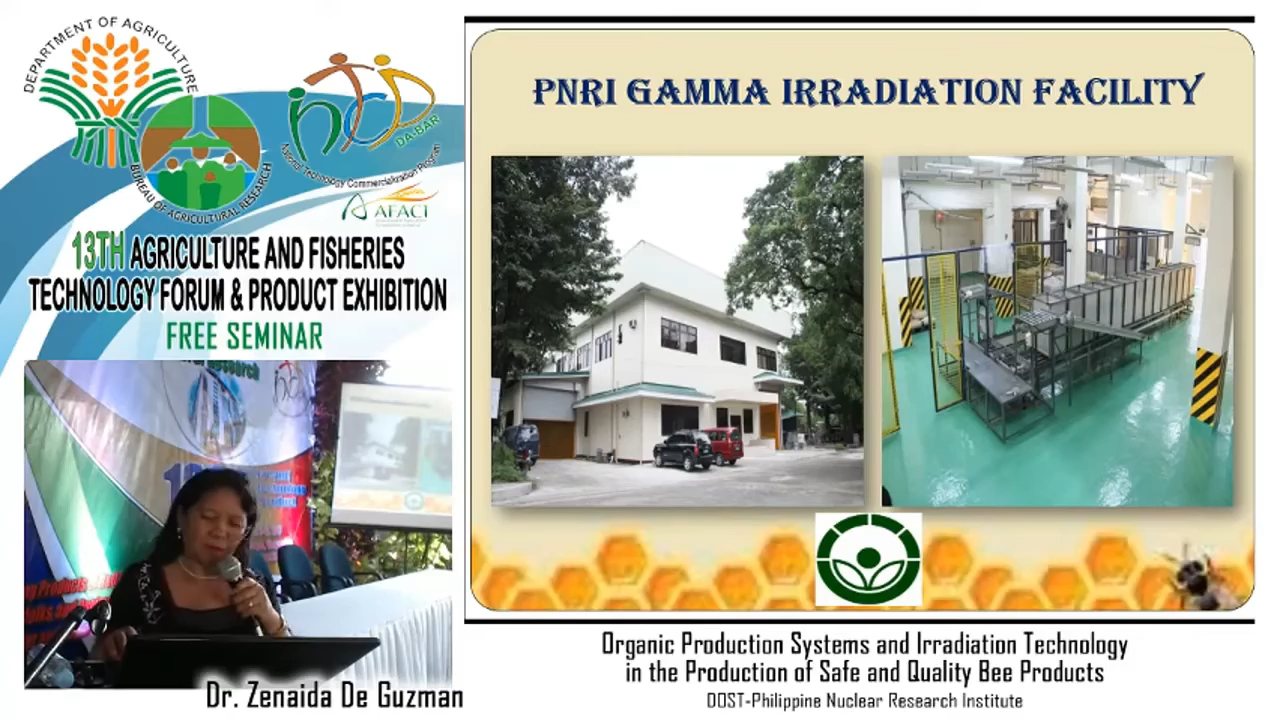 DEPARTMENT OF AGRICULTURE
BUREAU OF AGRICULTURAL RESEARCH
ntcp
DA-BAR
National Technology Commercialization Program
AFACI
13TH AGRICULTURE AND FISHERIES
TECHNOLOGY FORUM & PRODUCT EXHIBITION
FREE SEMINAR
Dr. Zenaida De Guzman
PNRI GAMMA IRRADIATION FACILITY
Organic Production Systems and Irradiation Technology
in the Production of Safe and Quality Bee Products
DOST-Philippine Nuclear Research Institute